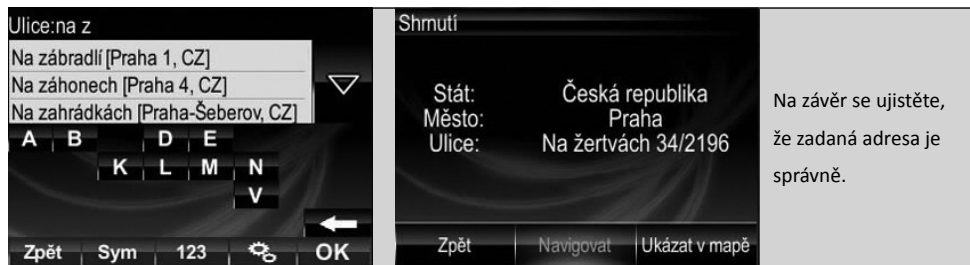 Ulice:na z
Na zábradlí [Praha 1, CZ]
Na záhonech [Praha 4, CZ]
Na zahrádkách [Praha-Šeberov, CZ]
A B D E
K L M N
V
Zpět Sym 123 OK
Shrnutí
Stát: Česká republika
Město: Praha
Ulice: Na žertvách 34/2196
Zpět Navigovat Ukázat v mapě
Na závěr se ujistěte,
že zadaná adresa je
správně.